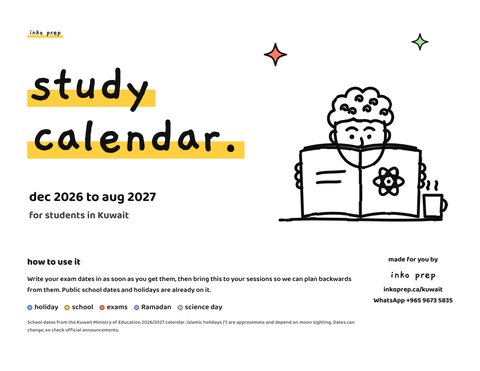 inko prep
study
calendar.
dec 2026 to aug 2027
for students in Kuwait
how to use it
Write your exam dates in as soon as you get them, then bring this to your sessions so we can plan backwards
from them. Public school dates and holidays are already on it.
holiday school exams Ramadan science day
School dates from the Kuwait Ministry of Education 2026/2027 calendar. Islamic holidays (*) are approximate and depend on moon sighting. Dates can
change, so check official announcements.
made for you by
inko prep
inkoprep.ca/kuwait
WhatsApp +965 9673 5835